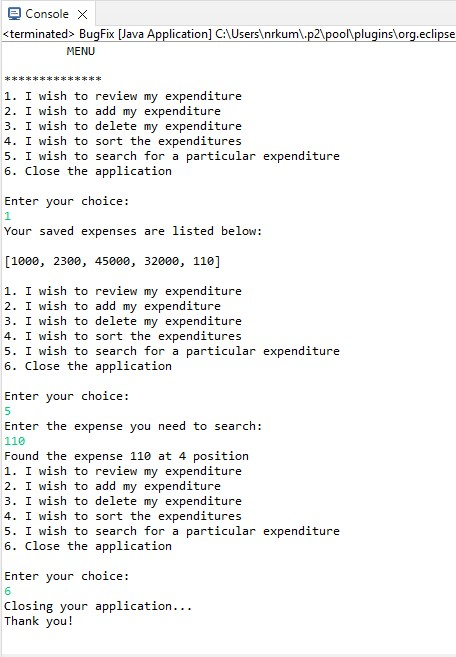 Console
<terminated> BugFix [Java Application] C:\Users\nrkum\.p2\pool\plugins\org.eclipse
MENU
**************
1. I wish to review my expenditure
2. I wish to add my expenditure
3. I wish to delete my expenditure
4. I wish to sort the expenditures
5. I wish to search for a particular expenditure
6. Close the application
Enter your choice:
1
Your saved expenses are listed below:
[1000, 2300, 45000, 32000, 110]
1. I wish to review my expenditure
2. I wish to add my expenditure
3. I wish to delete my expenditure
4. I wish to sort the expenditures
5. I wish to search for a particular expenditure
6. Close the application
Enter your choice:
5
Enter the expense you need to search:
110
Found the expense 110 at 4 position
1. I wish to review my expenditure
2. I wish to add my expenditure
3. I wish to delete my expenditure
4. I wish to sort the expenditures
5. I wish to search for a particular expenditure
6. Close the application
Enter your choice:
6
Closing your application...
Thank you!